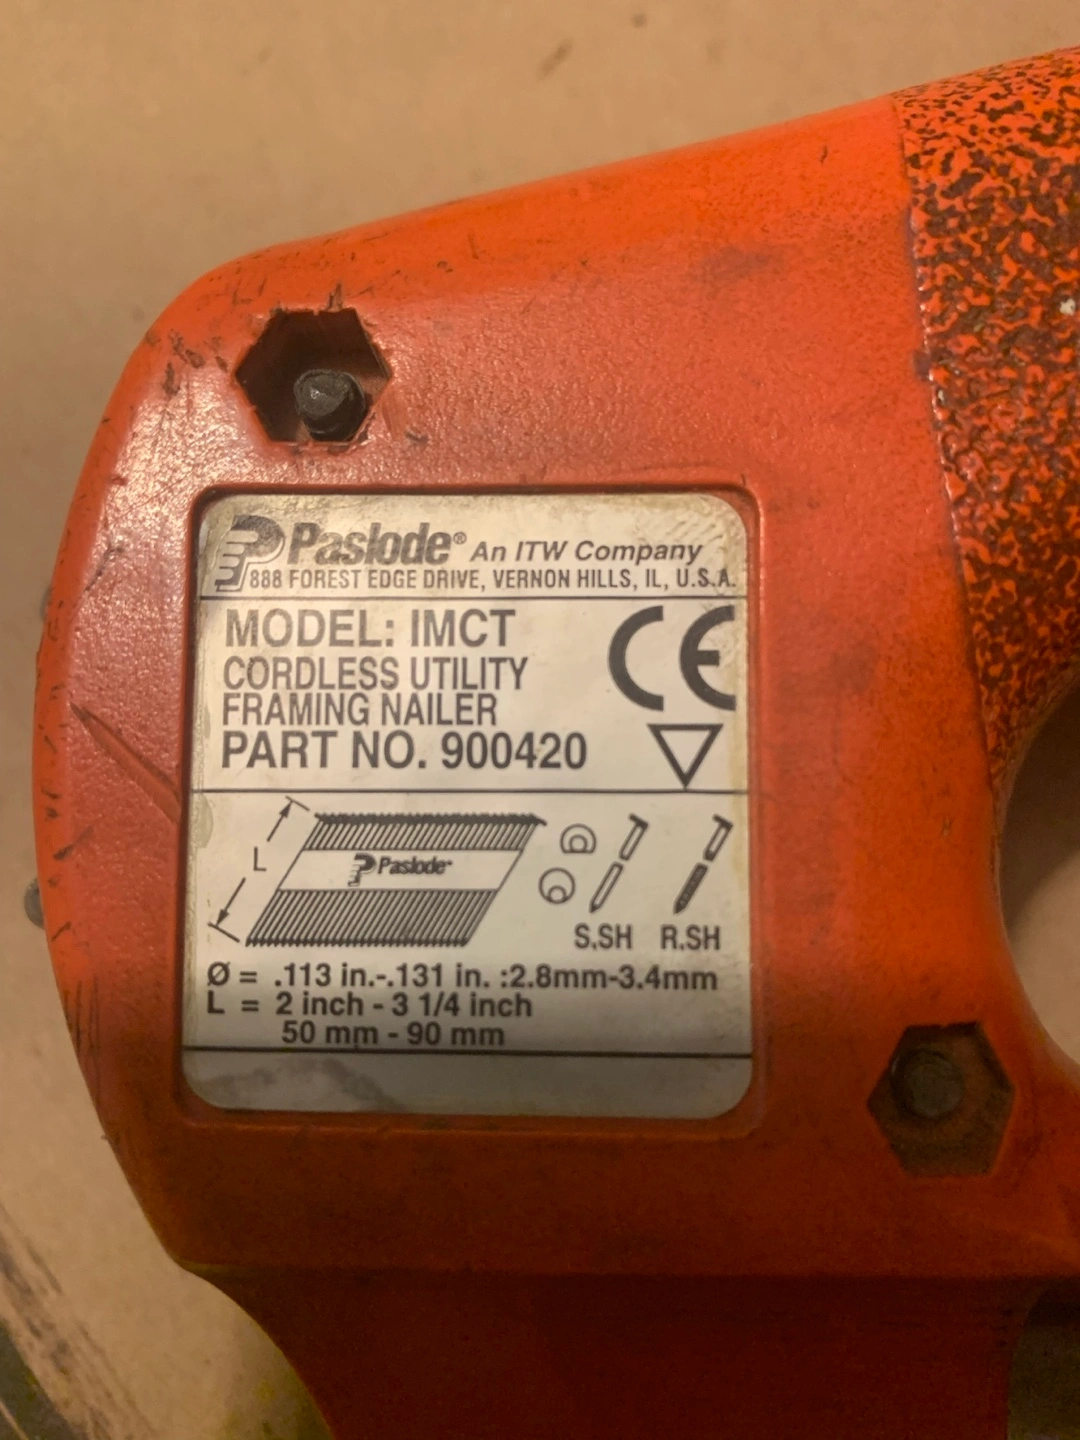 Paslode® An ITW Company
888 FOREST EDGE DRIVE, VERNON HILLS, IL, U.S.A.
MODEL: IMCT
CORDLESS UTILITY
FRAMING NAILER
PART NO. 900420
CE
L
Paslode
S,SH R,SH
Ø = .113 in.-.131 in. :2.8mm-3.4mm
L = 2 inch - 3 1/4 inch
50 mm - 90 mm